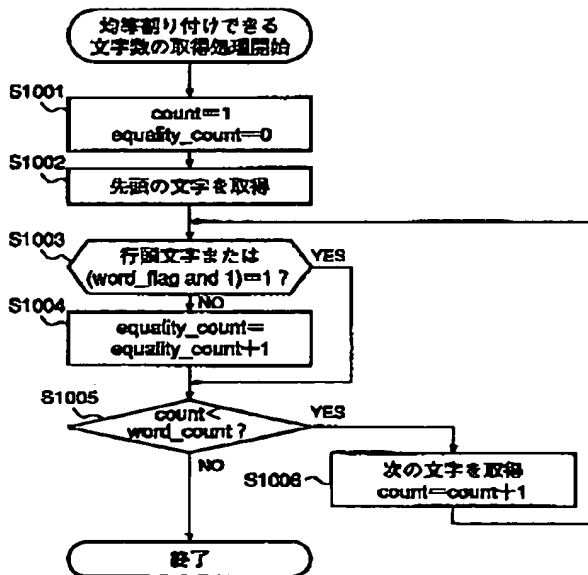 均等割り付けできる
文字数の取得処理開始
S1001
count=1
equality_count=0
S1002
先頭の文字を取得
S1003
行頭文字または
(word_flag and 1)=1 ?
YES
NO
S1004
equality_count=
equality_count+1
S1005
count<
word_count ?
YES
NO
S1006
次の文字を取得
count=count+1
終了